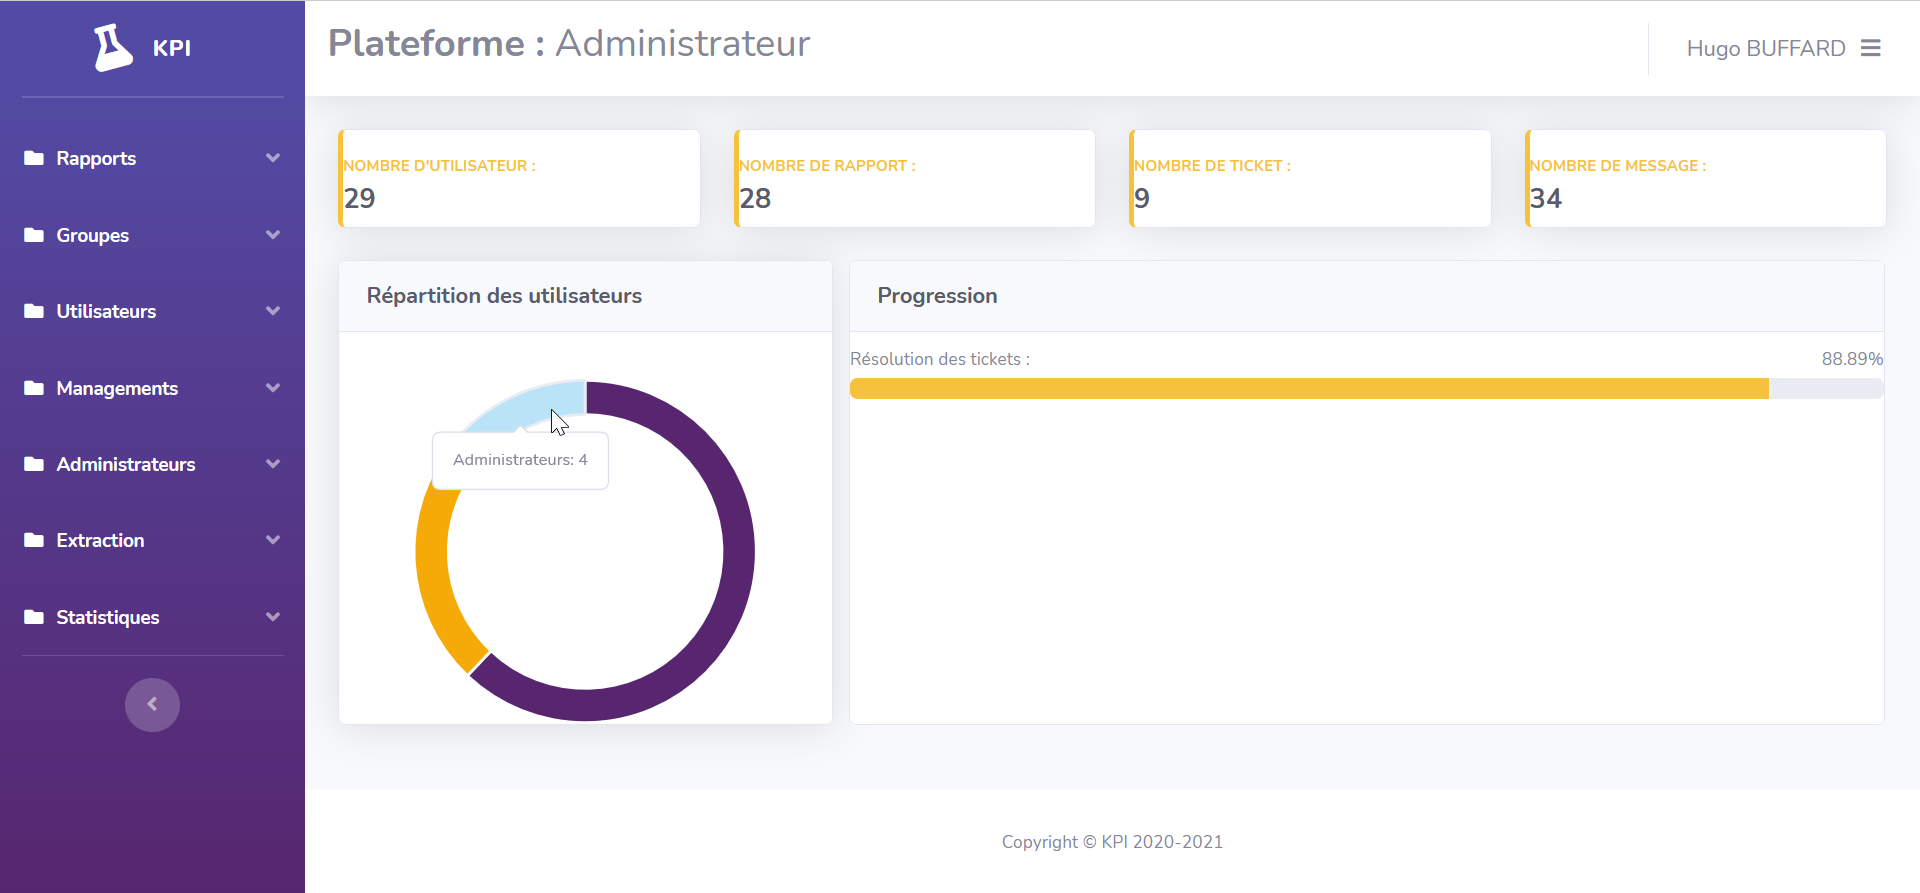 KPI
Plateforme : Administrateur
Hugo BUFFARD
Rapports
Groupes
Utilisateurs
Managements
Administrateurs
Extraction
Statistiques
NOMBRE D'UTILISATEUR :
29
NOMBRE DE RAPPORT :
28
NOMBRE DE TICKET :
9
NOMBRE DE MESSAGE :
34
Répartition des utilisateurs
Administrateurs: 4
Progression
Résolution des tickets : 88.89%
Copyright © KPI 2020-2021